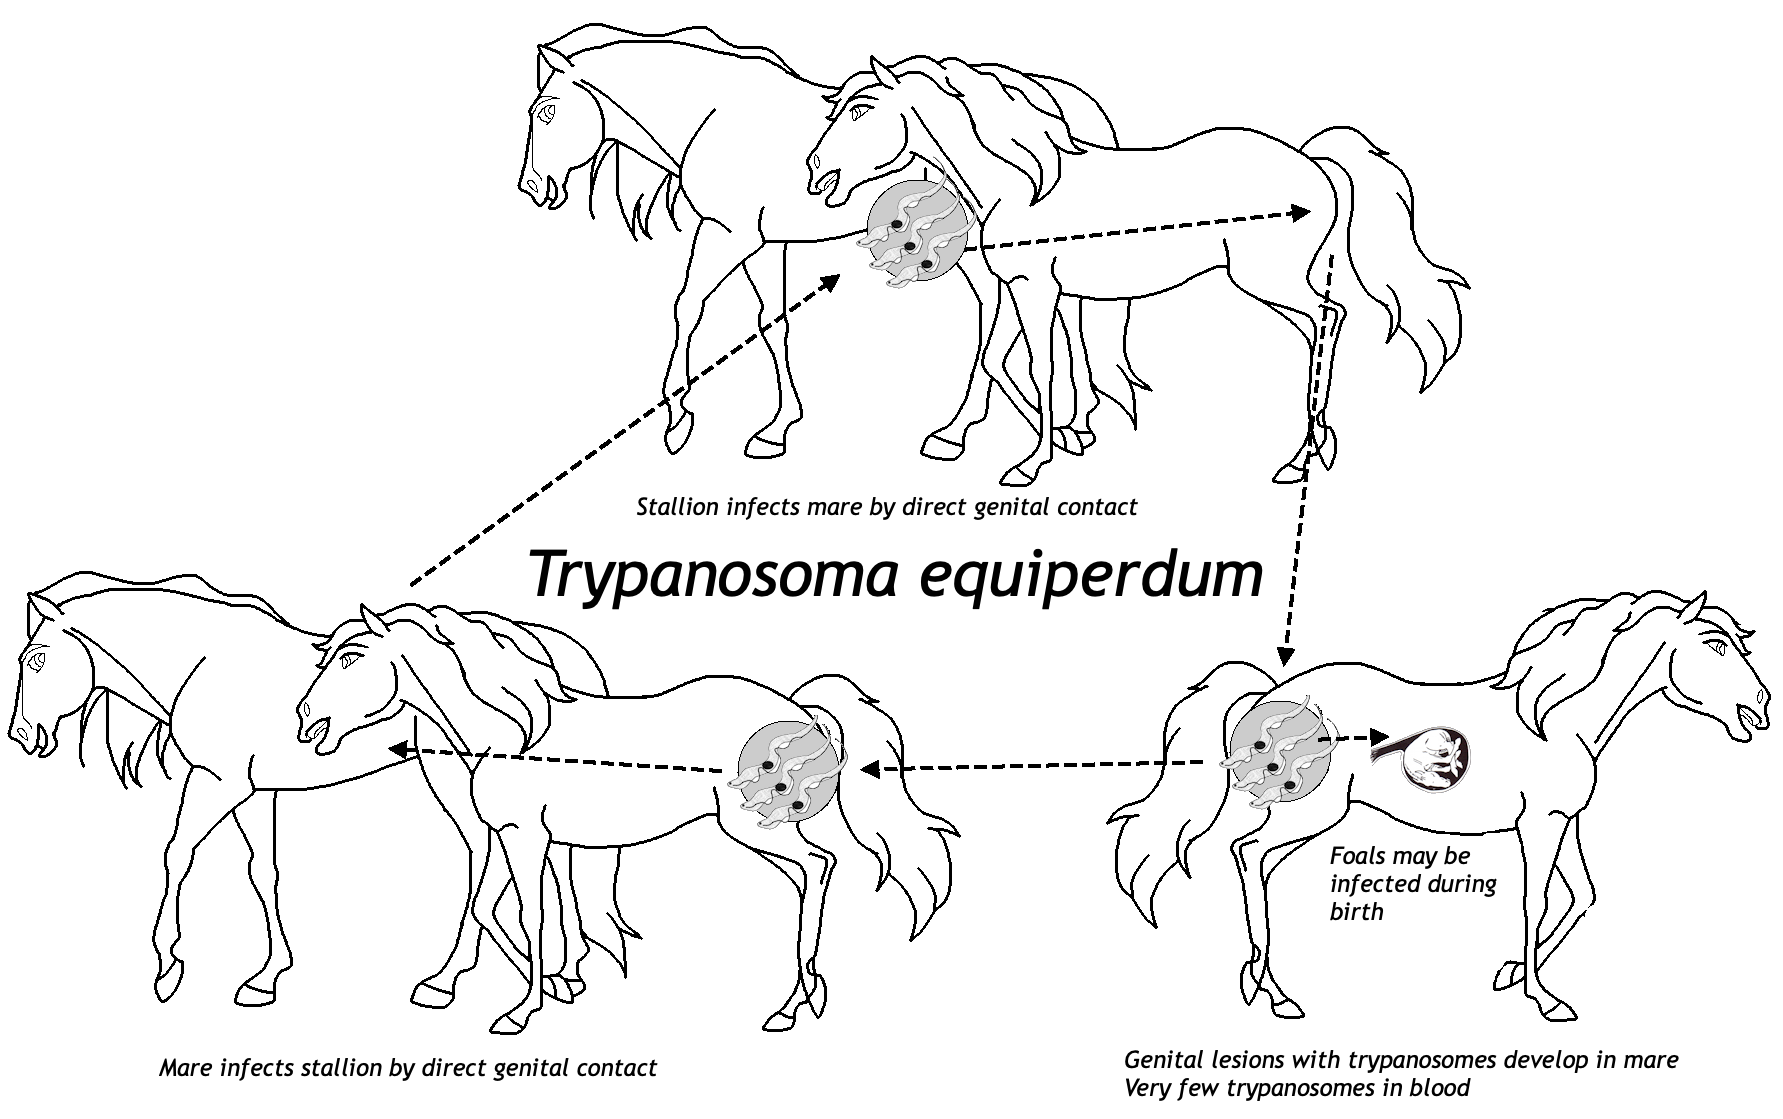 Stallion infects mare by direct genital contact
Trypanosoma equiperdum
Foals may be
infected during
birth
Mare infects stallion by direct genital contact
Genital lesions with trypanosomes develop in mare
Very few trypanosomes in blood